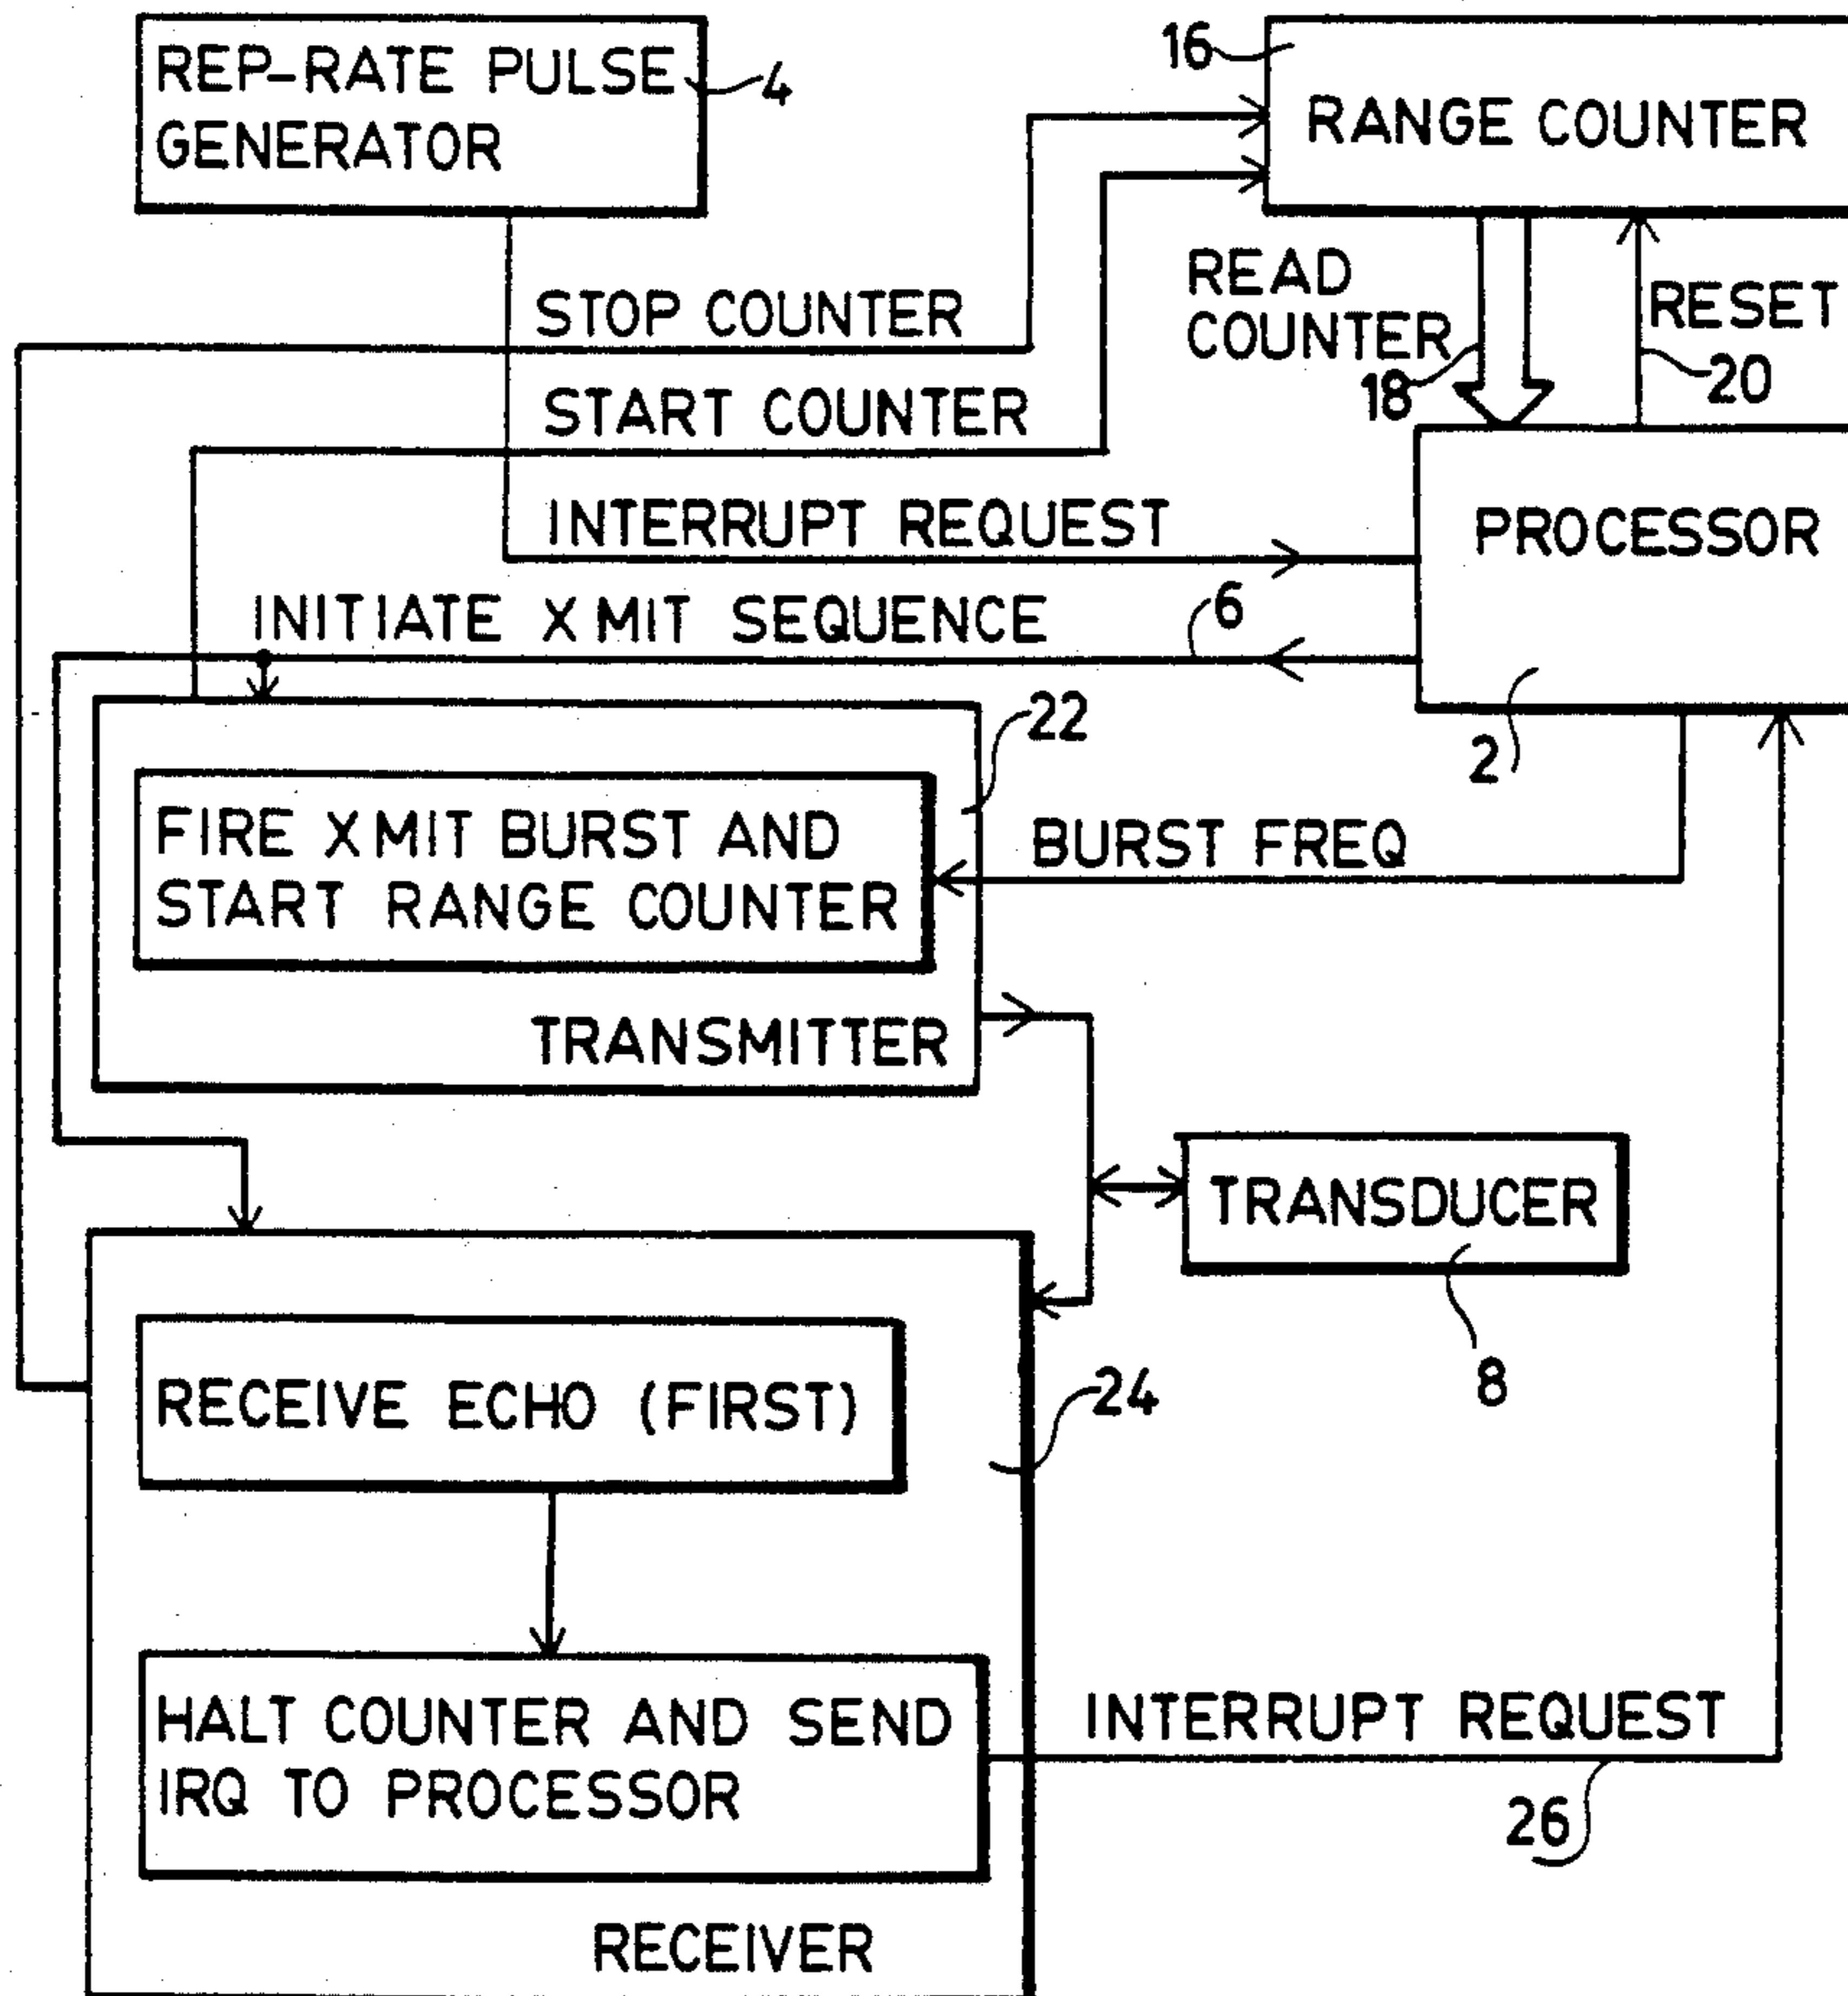 REP-RATE PULSE
GENERATOR
4
16
RANGE COUNTER
READ
COUNTER
18
RESET
20
STOP COUNTER
START COUNTER
INTERRUPT REQUEST
PROCESSOR
2
INITIATE XMIT SEQUENCE
6
22
FIRE XMIT BURST AND
START RANGE COUNTER
BURST FREQ
TRANSMITTER
TRANSDUCER
8
RECEIVE ECHO (FIRST)
24
HALT COUNTER AND SEND
IRQ TO PROCESSOR
INTERRUPT REQUEST
26
RECEIVER